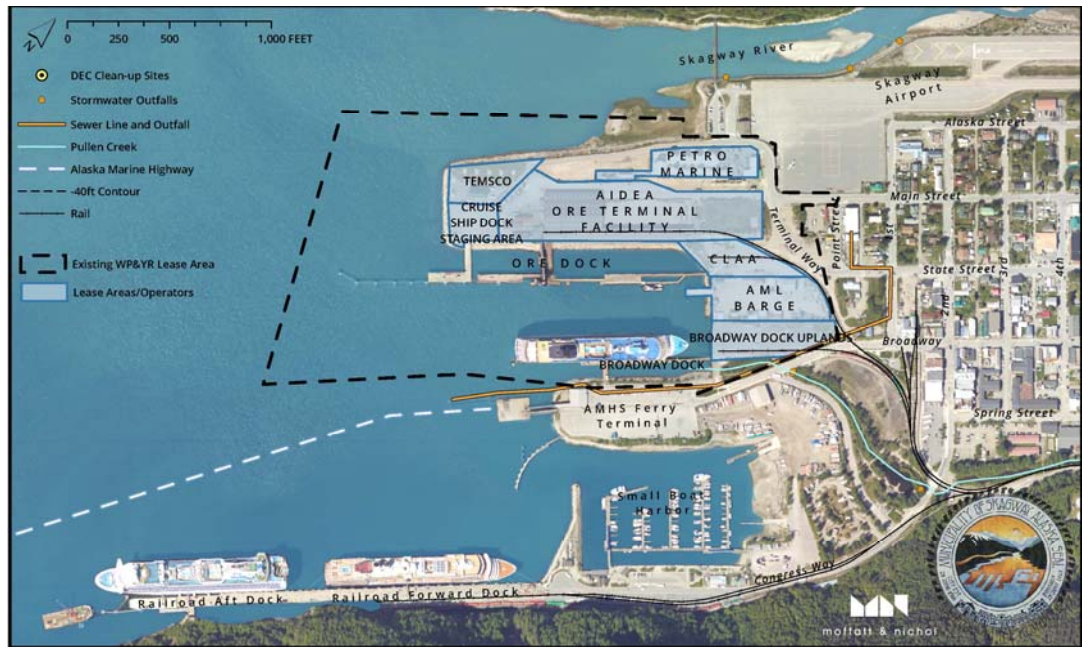 0 250 500 1,000 FEET
DEC Clean-up Sites
Stormwater Outfalls
Sewer Line and Outfall
Pullen Creek
Alaska Marine Highway
-40ft Contour
Rail
Existing WP&YR Lease Area
Lease Areas/Operators
Skagway River
Skagway
Airport
Alaska Street
PETRO
MARINE
TEMSCO
AIDEA
ORE TERMINAL
FACILITY
CRUISE
SHIP DOCK
STAGING AREA
Main Street
Terminal Way
Point Street
1st
2nd
3rd
4th
State Street
ORE DOCK
CLAA
AML
BARGE
BROADWAY DOCK UPLANDS
Broadway
BROADWAY DOCK
AMHS Ferry
Terminal
Spring Street
Small Boat
Harbor
Congress Way
Railroad Aft Dock
Railroad Forward Dock
MUNICIPALITY OF SKAGWAY ALASKA
moffatt & nichol